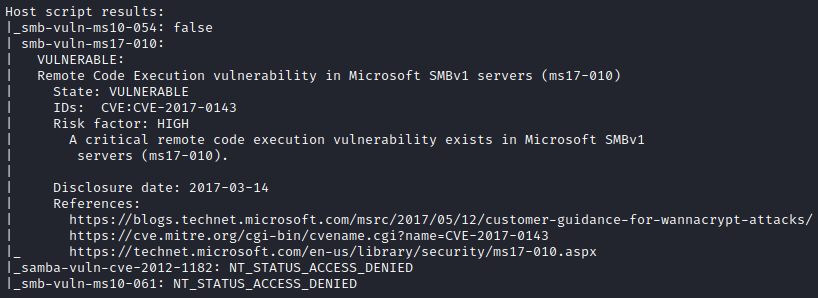 Host script results:
|_smb-vuln-ms10-054: false
| smb-vuln-ms17-010:
|   VULNERABLE:
|   Remote Code Execution vulnerability in Microsoft SMBv1 servers (ms17-010)
|     State: VULNERABLE
|     IDs:  CVE:CVE-2017-0143
|     Risk factor: HIGH
|       A critical remote code execution vulnerability exists in Microsoft SMBv1
|        servers (ms17-010).
|
|     Disclosure date: 2017-03-14
|     References:
|       https://blogs.technet.microsoft.com/msrc/2017/05/12/customer-guidance-for-wannacrypt-attacks/
|       https://cve.mitre.org/cgi-bin/cvename.cgi?name=CVE-2017-0143
|_      https://technet.microsoft.com/en-us/library/security/ms17-010.aspx
|_samba-vuln-cve-2012-1182: NT_STATUS_ACCESS_DENIED
|_smb-vuln-ms10-061: NT_STATUS_ACCESS_DENIED